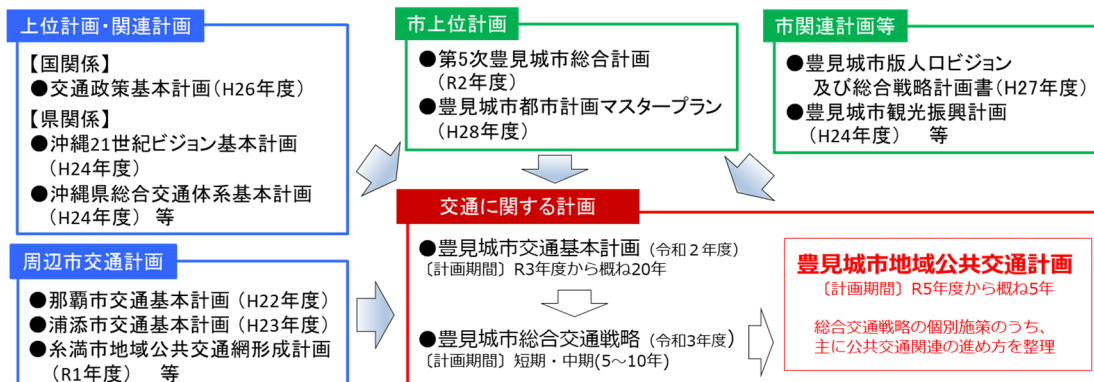 上位計画・関連計画
【国関係】
●交通政策基本計画(H26年度)
【県関係】
●沖縄21世紀ビジョン基本計画
(H24年度)
●沖縄県総合交通体系基本計画
(H24年度) 等
市上位計画
●第5次豊見城市総合計画
(R2年度)
●豊見城市都市計画マスタープラン
(H28年度)
市関連計画等
●豊見城市版人口ビジョン
及び総合戦略計画書(H27年度)
●豊見城市観光振興計画
(H24年度) 等
周辺市交通計画
●那覇市交通基本計画(H22年度)
●浦添市交通基本計画(H23年度)
●糸満市地域公共交通網形成計画
(R1年度) 等
交通に関する計画
●豊見城市交通基本計画(令和2年度)
〔計画期間〕R3年度から概ね20年
●豊見城市総合交通戦略(令和3年度)
〔計画期間〕短期・中期(5~10年)
豊見城市地域公共交通計画
〔計画期間〕R5年度から概ね5年
総合交通戦略の個別施策のうち、
主に公共交通関連の進め方を整理